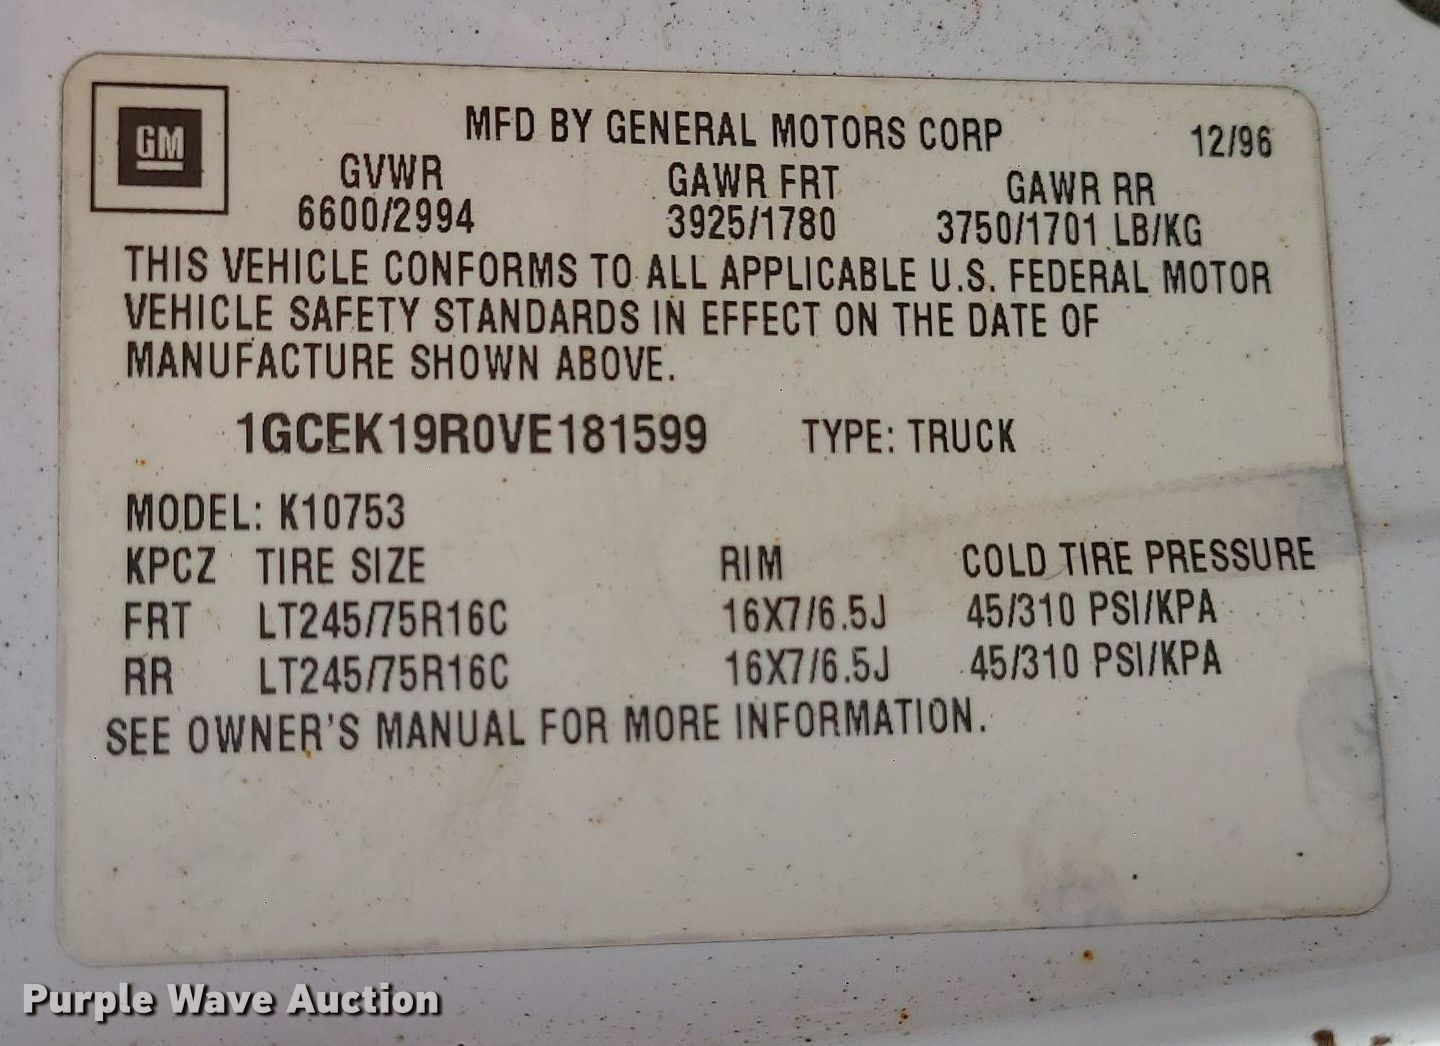 GM
MFD BY GENERAL MOTORS CORP 12/96
GVWR GAWR FRT GAWR RR
6600/2994 3925/1780 3750/1701 LB/KG
THIS VEHICLE CONFORMS TO ALL APPLICABLE U.S. FEDERAL MOTOR
VEHICLE SAFETY STANDARDS IN EFFECT ON THE DATE OF
MANUFACTURE SHOWN ABOVE.
1GCEK19R0VE181599 TYPE: TRUCK
MODEL: K10753
KPCZ TIRE SIZE RIM COLD TIRE PRESSURE
FRT LT245/75R16C 16X7/6.5J 45/310 PSI/KPA
RR LT245/75R16C 16X7/6.5J 45/310 PSI/KPA
SEE OWNER'S MANUAL FOR MORE INFORMATION.
Purple Wave Auction